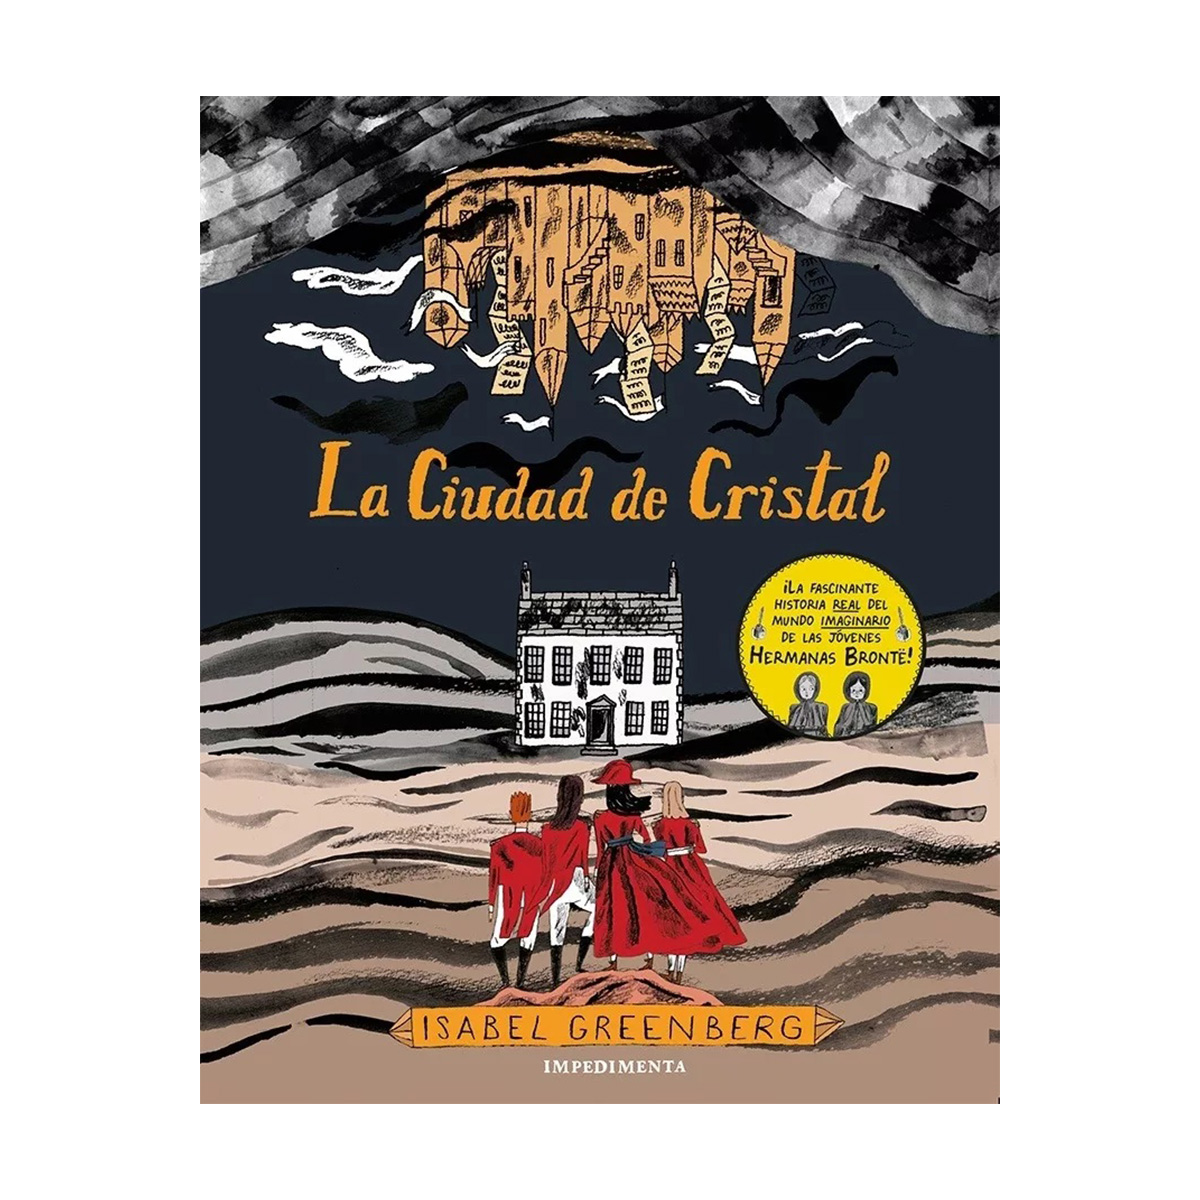 La Ciudad de Cristal
¡La fascinante
historia real del
mundo imaginario
de las jóvenes
Hermanas Brontë!
ISABEL GREENBERG
IMPEDIMENTA